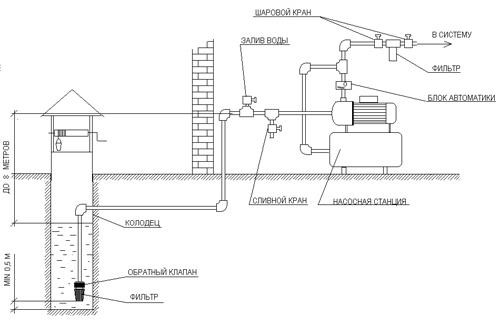 ШАРОВОЙ КРАН
В СИСТЕМУ
ЗАЛИВ ВОДЫ
ФИЛЬТР
БЛОК АВТОМАТИКИ
ДО 8 МЕТРОВ
СЛИВНОЙ КРАН
НАСОСНАЯ СТАНЦИЯ
КОЛОДЕЦ
MIN 0,5 м
ОБРАТНЫЙ КЛАПАН
ФИЛЬТР